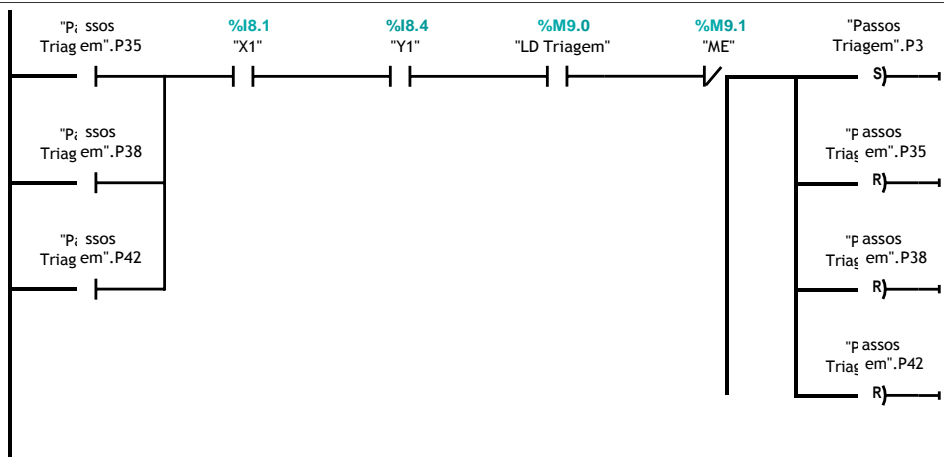 "Passos
Triagem".P35
%I8.1
"X1"
%I8.4
"Y1"
%M9.0
"LD Triagem"
%M9.1
"ME"
"Passos
Triagem".P3
S)
"Passos
Triagem".P38
"Passos
Triagem".P35
R)
"Passos
Triagem".P42
"Passos
Triagem".P38
R)
"Passos
Triagem".P42
R)